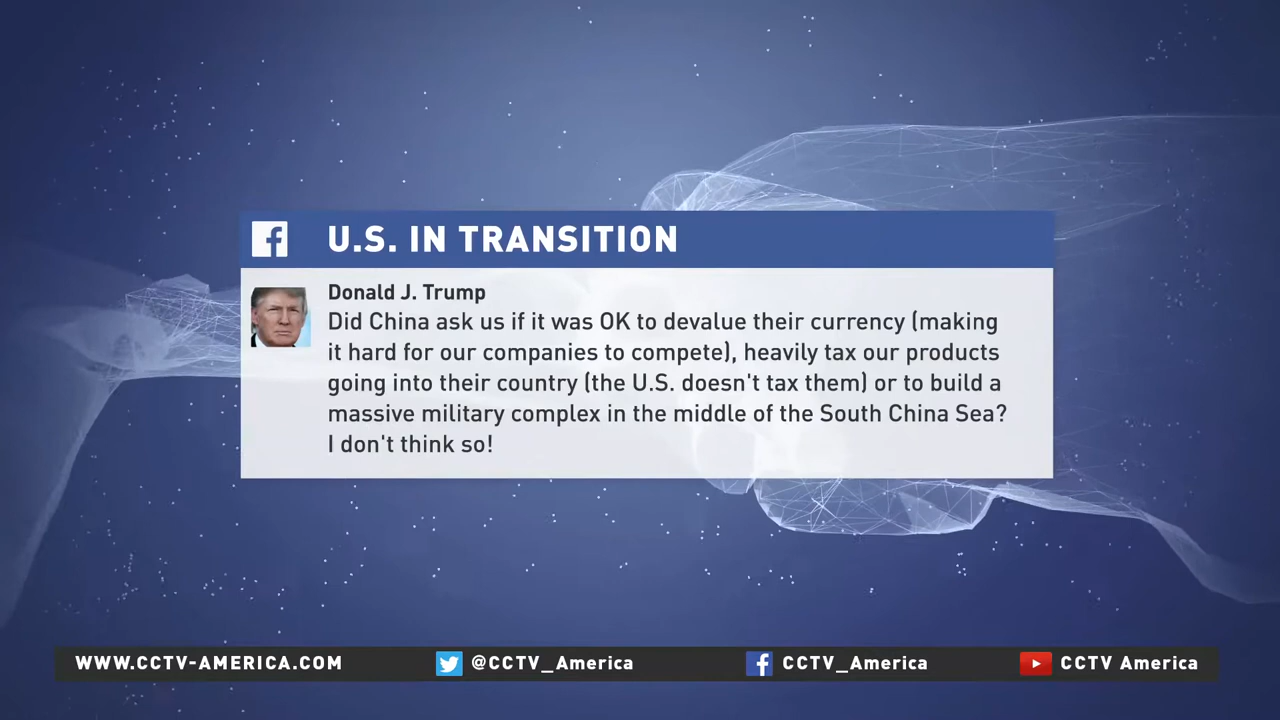 U.S. IN TRANSITION
Donald J. Trump
Did China ask us if it was OK to devalue their currency (making
it hard for our companies to compete), heavily tax our products
going into their country (the U.S. doesn't tax them) or to build a
massive military complex in the middle of the South China Sea?
I don't think so!
WWW.CCTV-AMERICA.COM @CCTV_America CCTV_America CCTV America